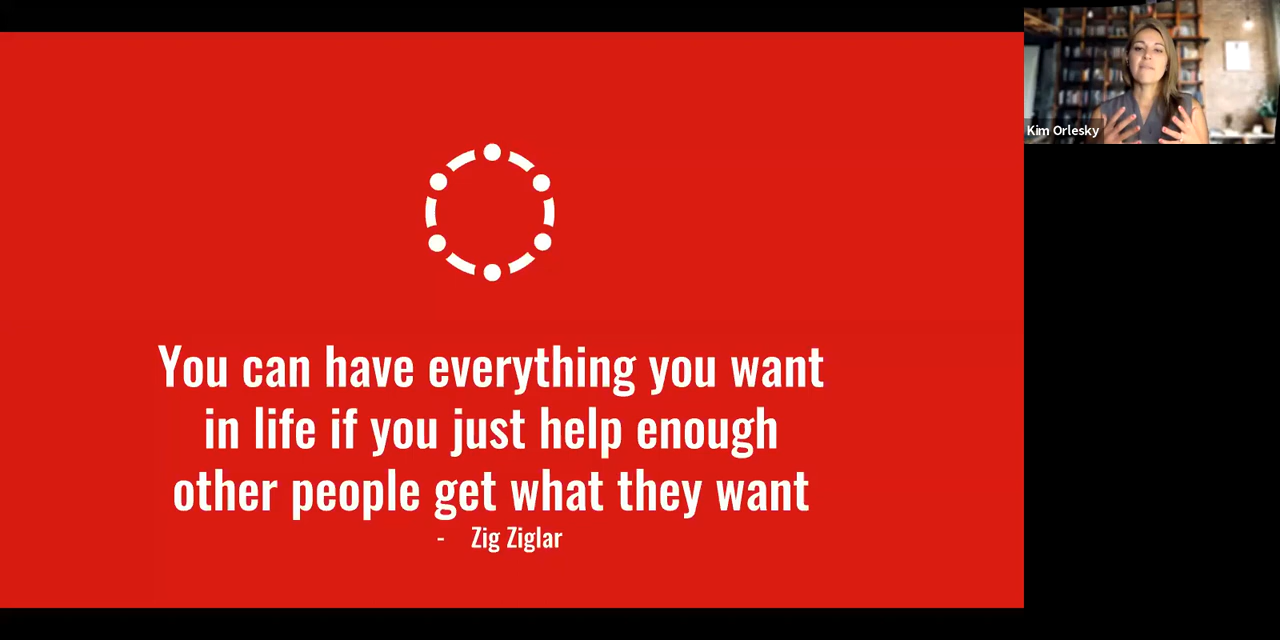 You can have everything you want
in life if you just help enough
other people get what they want
- Zig Ziglar
Kim Orlesky